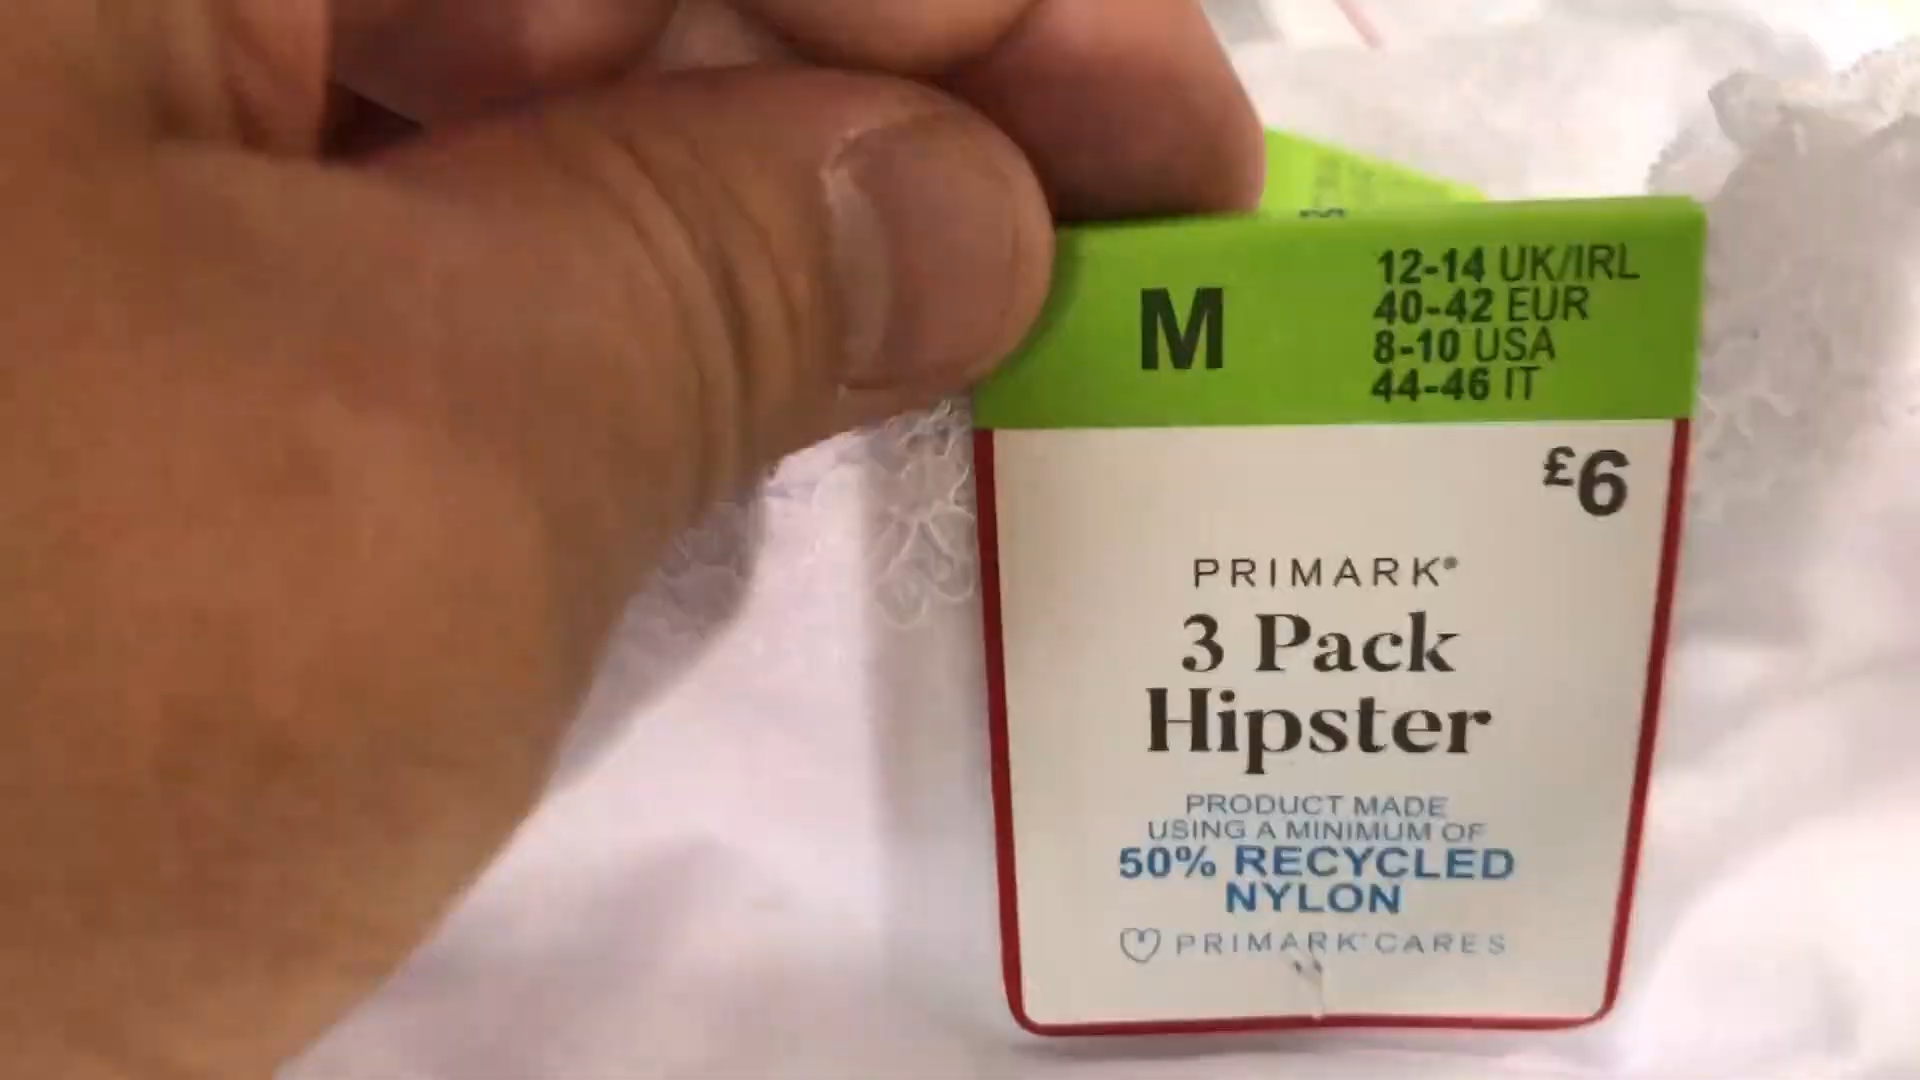 M
12-14 UK/IRL
40-42 EUR
8-10 USA
44-46 IT
£6
PRIMARK®
3 Pack
Hipster
PRODUCT MADE
USING A MINIMUM OF
50% RECYCLED
NYLON
PRIMARK® CARES